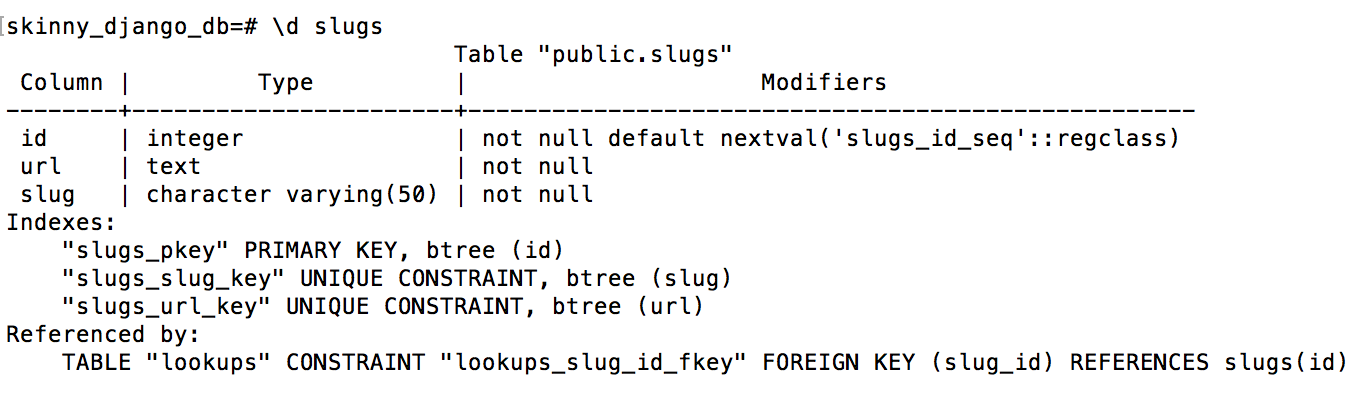 [skinny_django_db=# \d slugs
                                Table "public.slugs"
 Column |         Type          |                     Modifiers
--------+-----------------------+----------------------------------------------------
 id     | integer               | not null default nextval('slugs_id_seq'::regclass)
 url    | text                  | not null
 slug   | character varying(50) | not null
Indexes:
    "slugs_pkey" PRIMARY KEY, btree (id)
    "slugs_slug_key" UNIQUE CONSTRAINT, btree (slug)
    "slugs_url_key" UNIQUE CONSTRAINT, btree (url)
Referenced by:
    TABLE "lookups" CONSTRAINT "lookups_slug_id_fkey" FOREIGN KEY (slug_id) REFERENCES slugs(id)